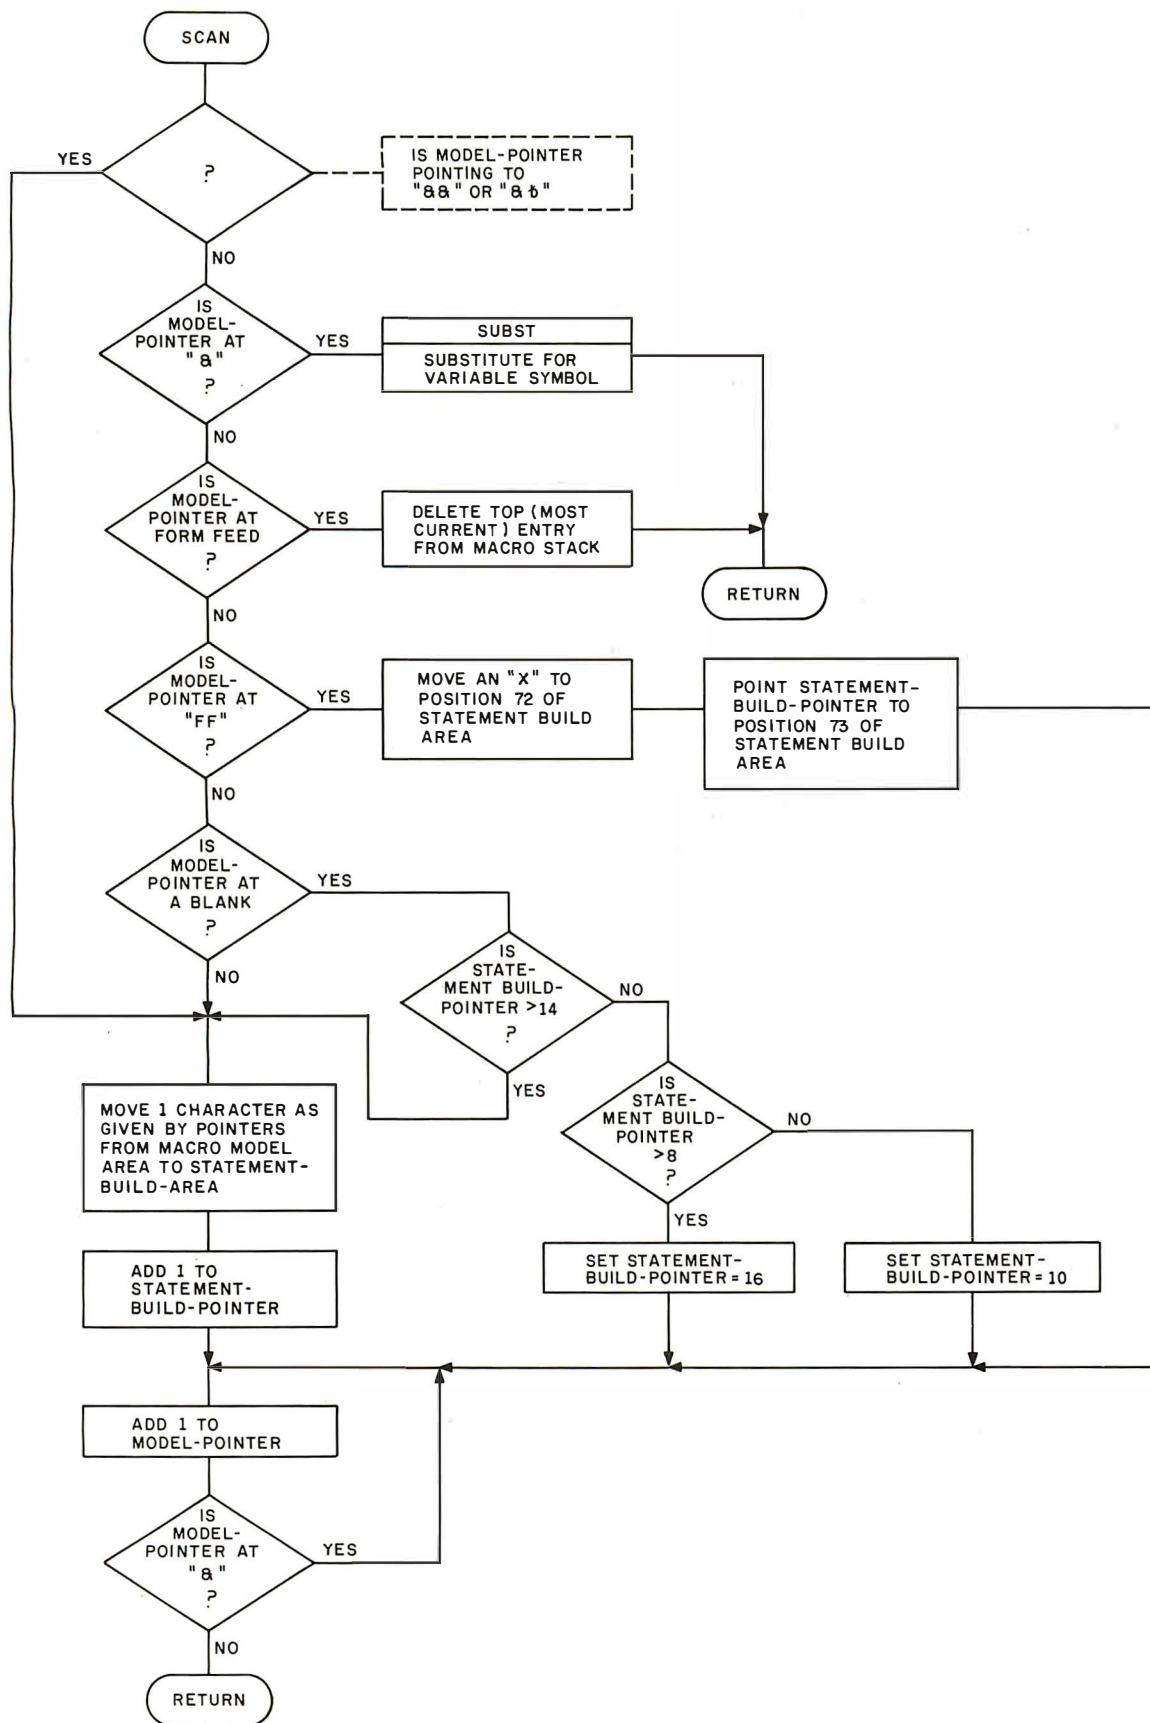 SCAN
YES
?
IS MODEL-POINTER
POINTING TO
"&&" OR "&ƀ"
NO
IS
MODEL-
POINTER AT
"&"
?
YES
SUBST
SUBSTITUTE FOR
VARIABLE SYMBOL
NO
IS
MODEL-
POINTER AT
FORM FEED
?
YES
DELETE TOP (MOST
CURRENT) ENTRY
FROM MACRO STACK
RETURN
NO
IS
MODEL-
POINTER AT
"FF"
?
YES
MOVE AN "X" TO
POSITION 72 OF
STATEMENT BUILD
AREA
POINT STATEMENT-
BUILD-POINTER TO
POSITION 73 OF
STATEMENT BUILD
AREA
NO
IS
MODEL-
POINTER AT
A BLANK
?
YES
NO
IS
STATE-
MENT BUILD-
POINTER >14
?
NO
YES
IS
STATE-
MENT BUILD-
POINTER
>8
?
NO
YES
MOVE 1 CHARACTER AS
GIVEN BY POINTERS
FROM MACRO MODEL
AREA TO STATEMENT-
BUILD-AREA
SET STATEMENT-
BUILD-POINTER=16
SET STATEMENT-
BUILD-POINTER=10
ADD 1 TO
STATEMENT-
BUILD-POINTER
ADD 1 TO
MODEL-POINTER
IS
MODEL-
POINTER AT
"&"
?
YES
NO
RETURN